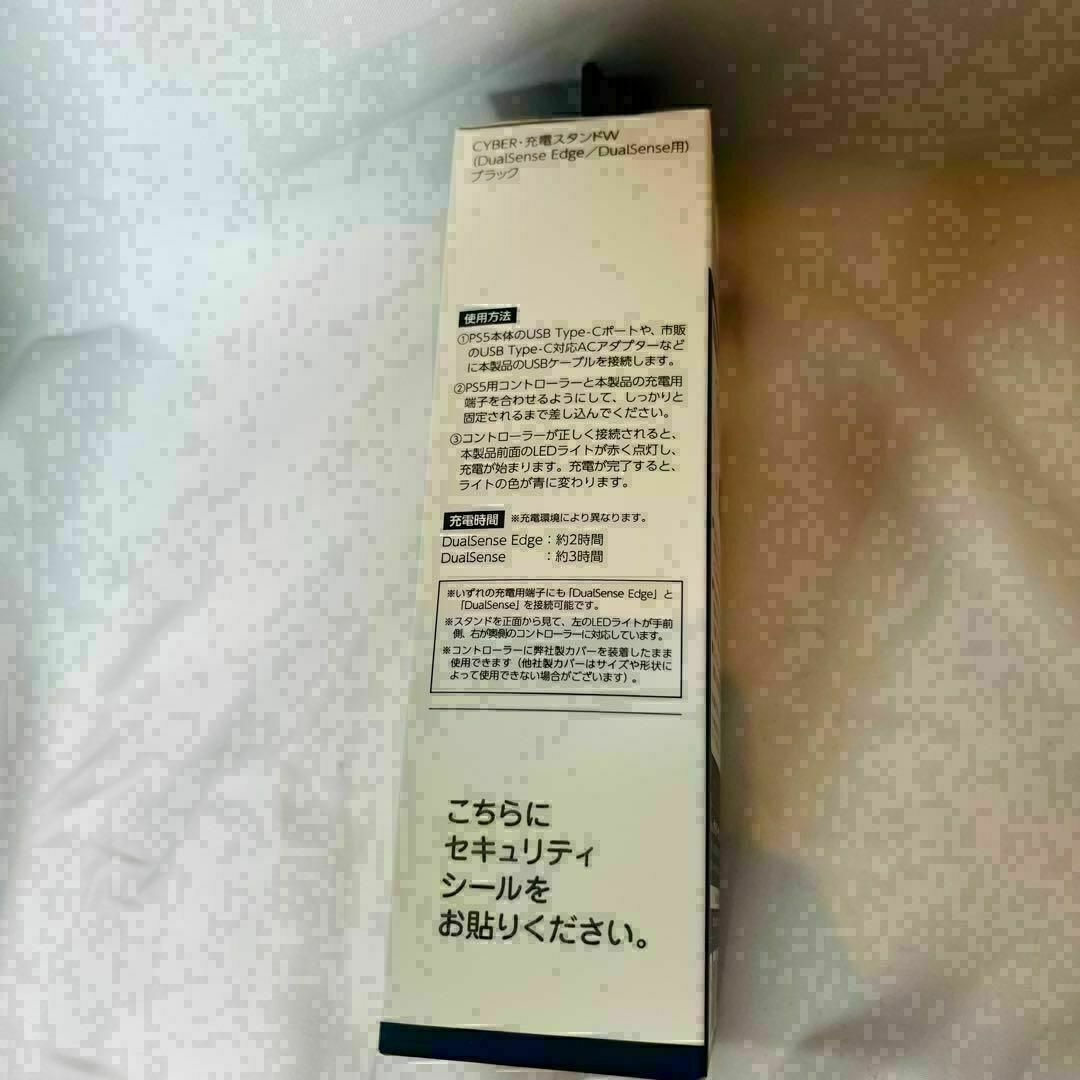 CYBER・充電スタンドW
(DualSense Edge／DualSense用)
ブラック
使用方法
①PS5本体のUSB Type-Cポートや、市販
のUSB Type-C対応ACアダプターなど
に本製品のUSBケーブルを接続します。
②PS5用コントローラーと本製品の充電用
端子を合わせるようにして、しっかりと
固定されるまで差し込んでください。
③コントローラーが正しく接続されると、
本製品前面のLEDライトが赤く点灯し、
充電が始まります。充電が完了すると、
ライトの色が青に変わります。
充電時間 ※充電環境により異なります。
DualSense Edge：約2時間
DualSense ：約3時間
※いずれの充電用端子にも「DualSense Edge」と
「DualSense」を接続可能です。
※スタンドを正面から見て、左のLEDライトが手前
側、右が奥側のコントローラーに対応しています。
※コントローラーに弊社製カバーを装着したまま
使用できます（他社製カバーはサイズや形状に
よって使用できない場合がございます）。
こちらに
セキュリティ
シールを
お貼りください。